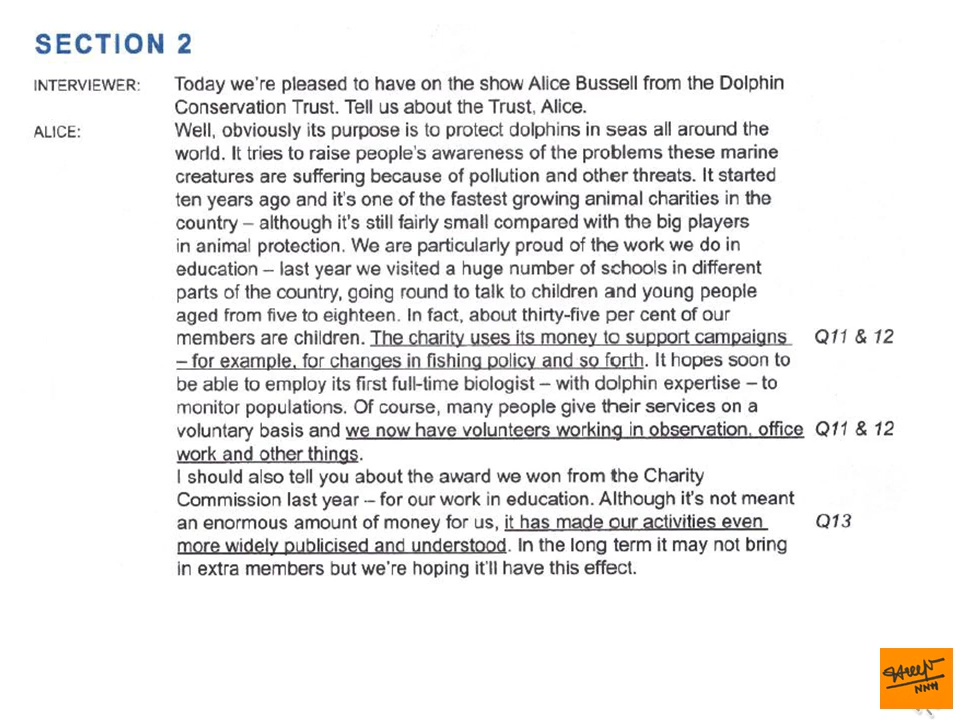 SECTION 2
INTERVIEWER: Today we're pleased to have on the show Alice Bussell from the Dolphin
Conservation Trust. Tell us about the Trust, Alice.
ALICE: Well, obviously its purpose is to protect dolphins in seas all around the
world. It tries to raise people's awareness of the problems these marine
creatures are suffering because of pollution and other threats. It started
ten years ago and it's one of the fastest growing animal charities in the
country – although it's still fairly small compared with the big players
in animal protection. We are particularly proud of the work we do in
education – last year we visited a huge number of schools in different
parts of the country, going round to talk to children and young people
aged from five to eighteen. In fact, about thirty-five per cent of our
members are children. The charity uses its money to support campaigns Q11 & 12
– for example, for changes in fishing policy and so forth. It hopes soon to
be able to employ its first full-time biologist – with dolphin expertise – to
monitor populations. Of course, many people give their services on a
voluntary basis and we now have volunteers working in observation, office Q11 & 12
work and other things.
I should also tell you about the award we won from the Charity
Commission last year – for our work in education. Although it's not meant
an enormous amount of money for us, it has made our activities even Q13
more widely publicised and understood. In the long term it may not bring
in extra members but we're hoping it'll have this effect.
NNH